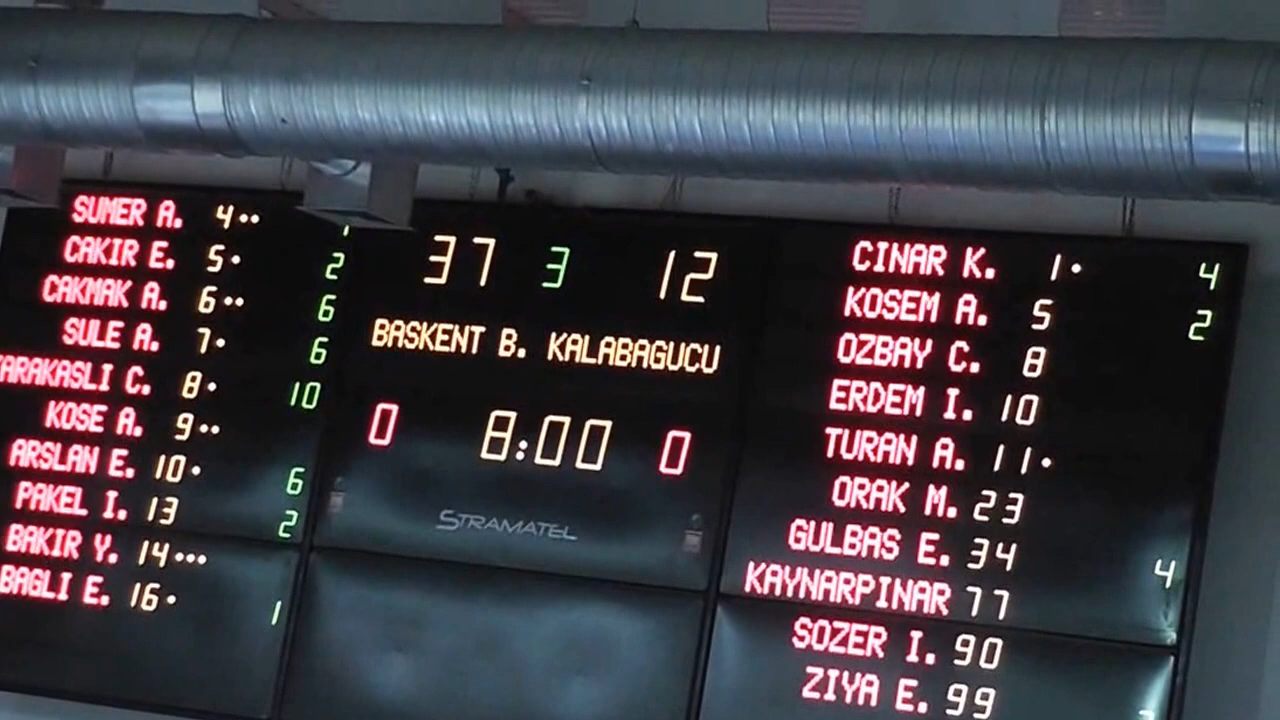 SUMER A. 4••
CAKIR E. 5• 2
CAKMAK A. 6•• 6
SULE A. 7• 6
ARAKASLI C. 8• 10
KOSE A. 9••
ARSLAN E. 10• 6
PAKEL I. 13 2
BAKIR Y. 14•••
BAGLI E. 16• 1
37 3 12
BASKENT B. KALABAGUCU
0 8:00 0
STRAMATEL
CINAR K. 1• 4
KOSEM A. 5 2
OZBAY C. 8
ERDEM I. 10
TURAN A. 11•
ORAK M. 23
GULBAS E. 34
KAYNARPINAR 77 4
SOZER I. 90
ZIYA E. 99